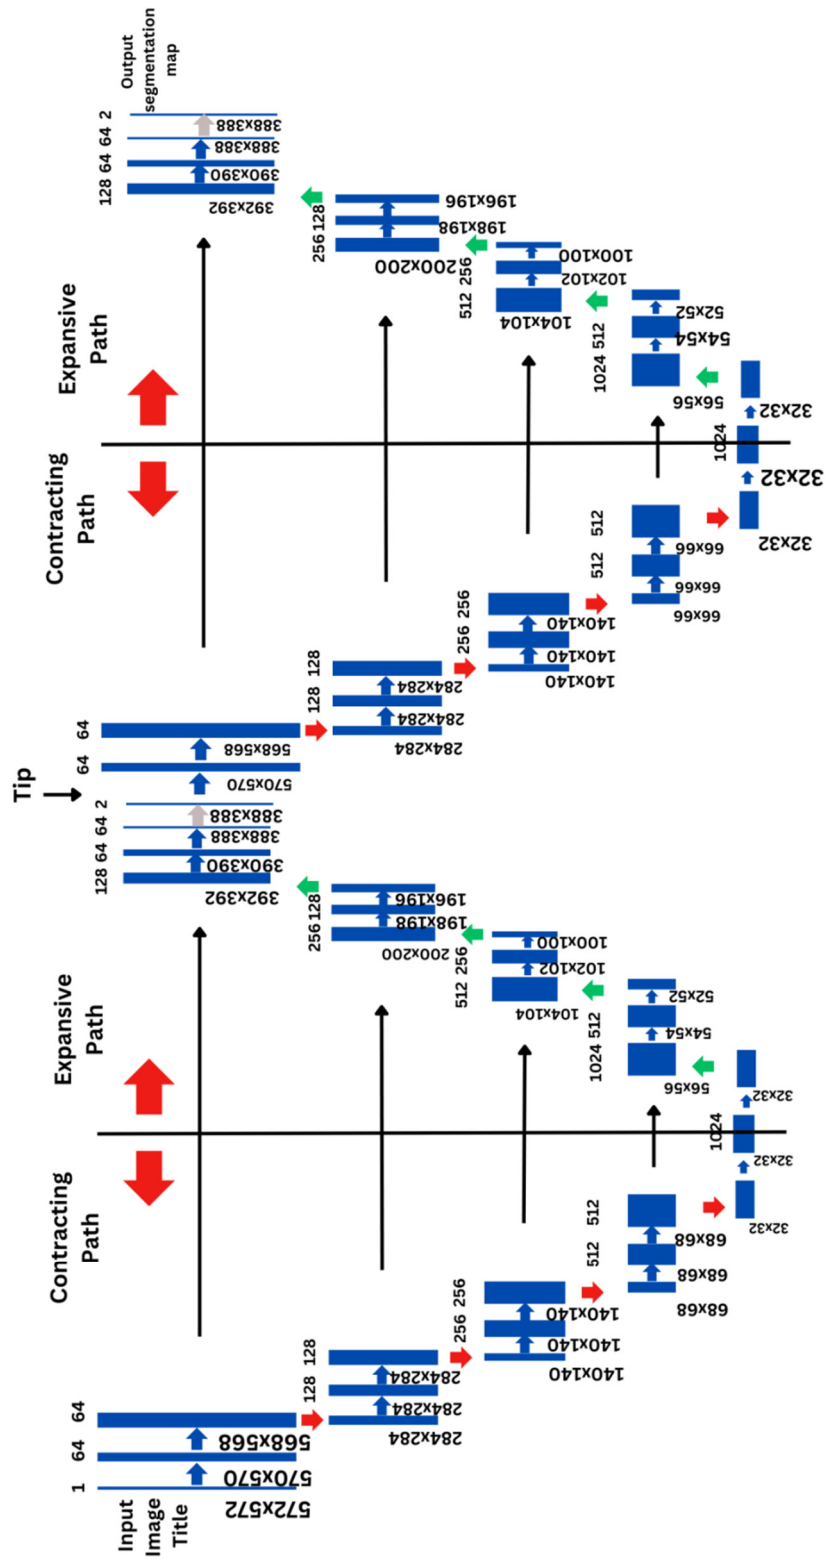 Tip
Contracting
Path
Expansive
Path
Contracting
Path
Expansive
Path
Input
Image
Title
1
64
64
572x572
570x570
568x568
128
128
284x284
284x284
284x284
256
256
140x140
140x140
140x140
512
512
68x68
68x68
68x68
1024
32x32
32x32
32x32
1024
512
56x56
54x54
52x52
512
256
104x104
102x102
100x100
256
128
200x200
198x198
196x196
128
64
64
2
392x392
390x390
388x388
388x388
64
64
570x570
568x568
128
128
284x284
284x284
284x284
256
256
140x140
140x140
140x140
512
512
66x66
66x66
66x66
1024
32x32
32x32
32x32
1024
512
56x56
54x54
52x52
512
256
104x104
102x102
100x100
256
128
200x200
198x198
196x196
128
64
64
2
392x392
390x390
388x388
388x388
Output
segmentation
map